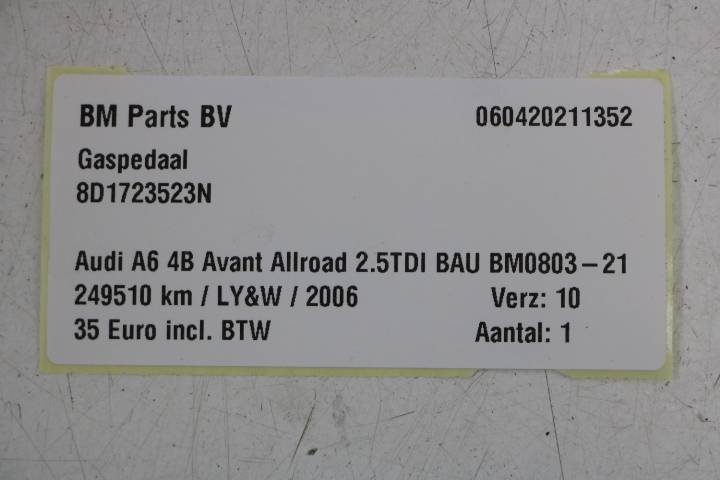 BM Parts BV 060420211352
Gaspedaal
8D1723523N
Audi A6 4B Avant Allroad 2.5TDI BAU BM0803-21
249510 km / LY&W / 2006 Verz: 10
35 Euro incl. BTW Aantal: 1